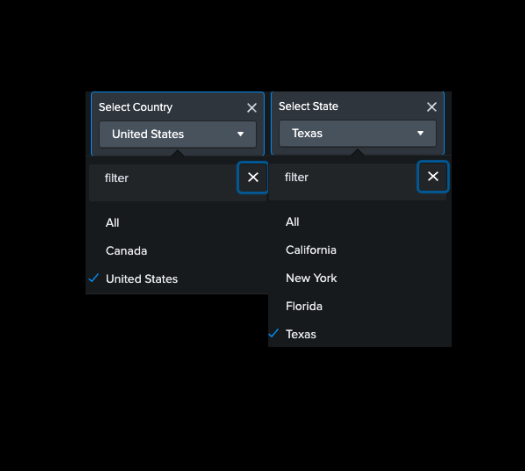 Select Country
United States
filter
All
Canada
United States
Select State
Texas
filter
All
California
New York
Florida
Texas